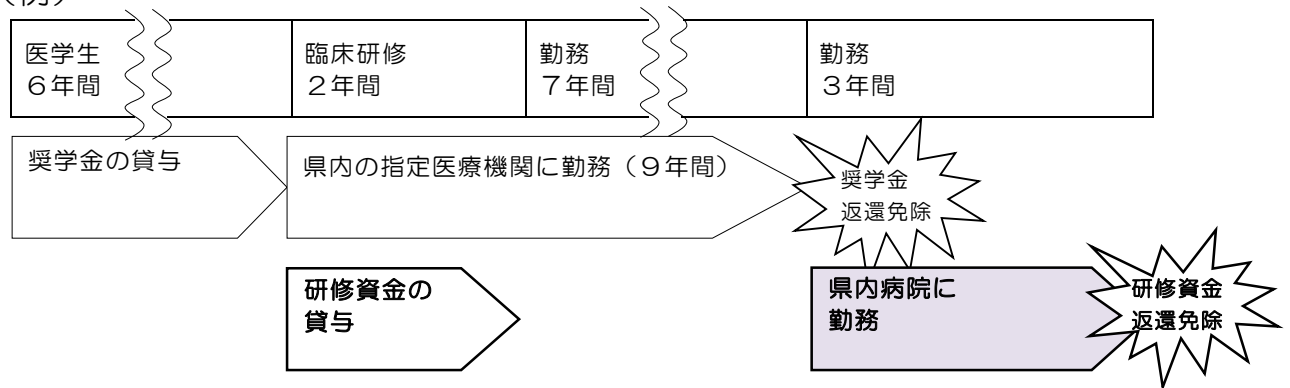 （例）
医学生
６年間
臨床研修
２年間
勤務
７年間
勤務
３年間
奨学金の貸与
県内の指定医療機関に勤務（９年間）
奨学金
返還免除
研修資金の
貸与
県内病院に
勤務
研修資金
返還免除